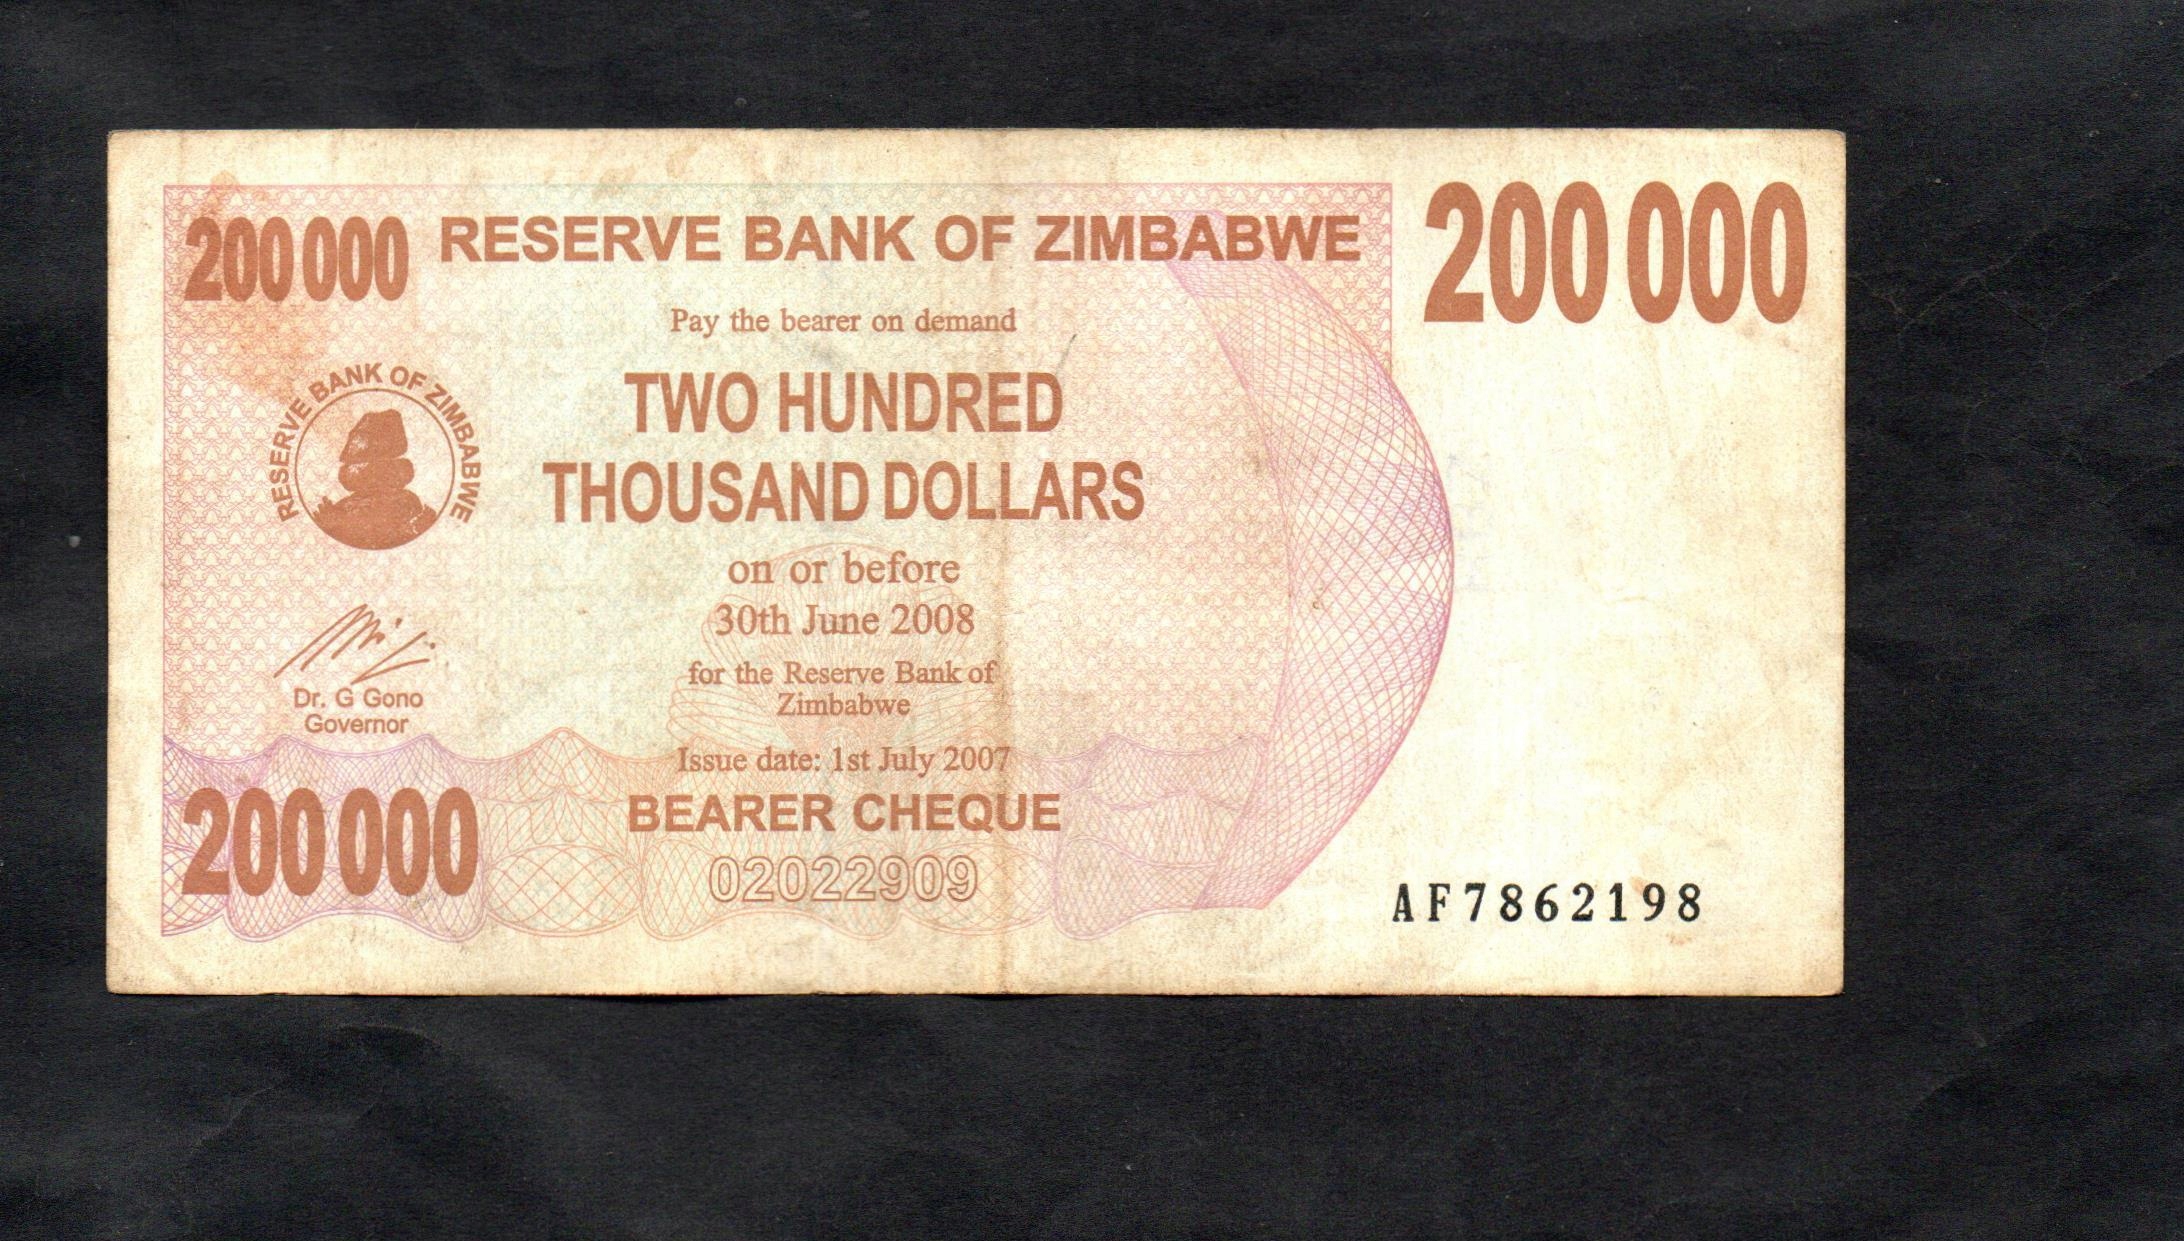 200 000 RESERVE BANK OF ZIMBABWE 200 000
Pay the bearer on demand
TWO HUNDRED
THOUSAND DOLLARS
RESERVE BANK OF ZIMBABWE
on or before
30th June 2008
for the Reserve Bank of
Zimbabwe
Dr. G Gono
Governor
Issue date: 1st July 2007
200 000 BEARER CHEQUE
02022909
AF7862198